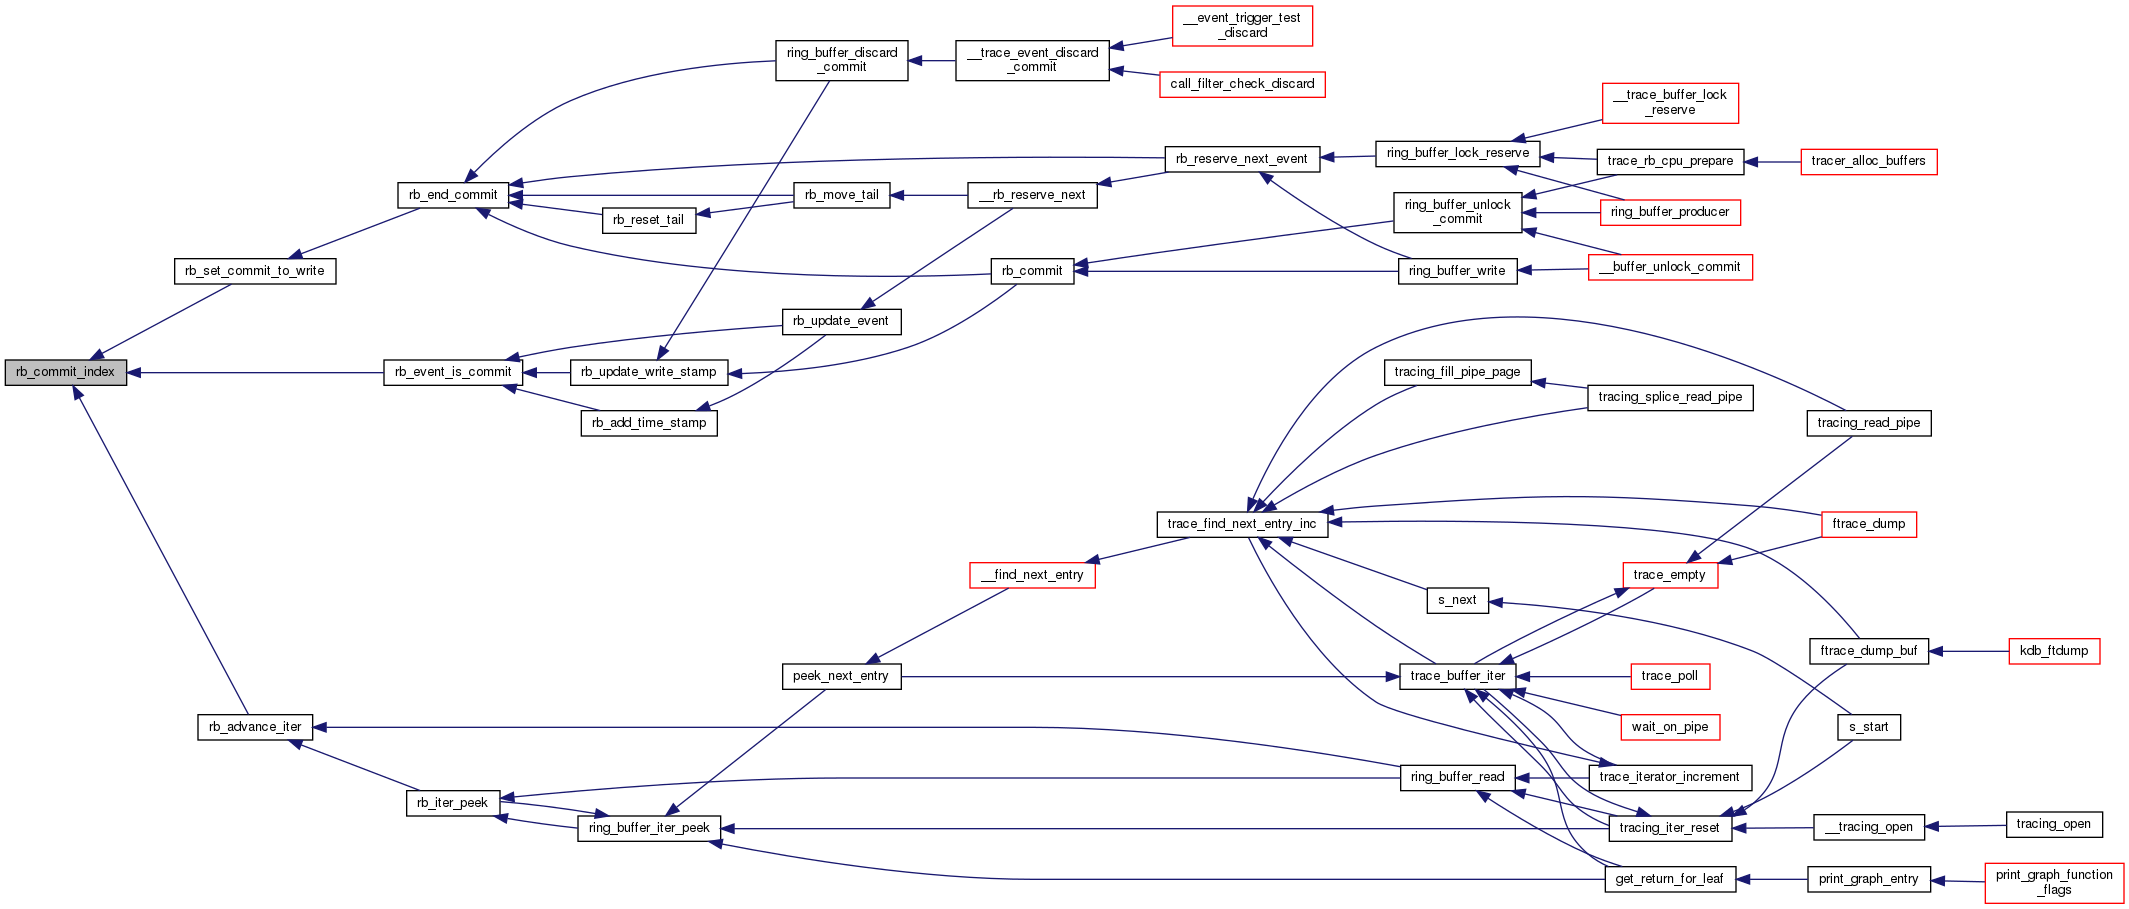 __event_trigger_test
_discard
ring_buffer_discard
_commit
__trace_event_discard
_commit
call_filter_check_discard
__trace_buffer_lock
_reserve
rb_reserve_next_event
ring_buffer_lock_reserve
trace_rb_cpu_prepare
tracer_alloc_buffers
rb_end_commit
rb_move_tail
__rb_reserve_next
rb_reset_tail
ring_buffer_unlock
_commit
ring_buffer_producer
rb_set_commit_to_write
rb_commit
ring_buffer_write
__buffer_unlock_commit
rb_update_event
rb_commit_index
rb_event_is_commit
rb_update_write_stamp
tracing_fill_pipe_page
tracing_splice_read_pipe
rb_add_time_stamp
tracing_read_pipe
trace_find_next_entry_inc
ftrace_dump
__find_next_entry
trace_empty
s_next
ftrace_dump_buf
kdb_ftdump
peek_next_entry
trace_buffer_iter
trace_poll
rb_advance_iter
wait_on_pipe
s_start
ring_buffer_read
trace_iterator_increment
rb_iter_peek
ring_buffer_iter_peek
tracing_iter_reset
__tracing_open
tracing_open
get_return_for_leaf
print_graph_entry
print_graph_function
_flags